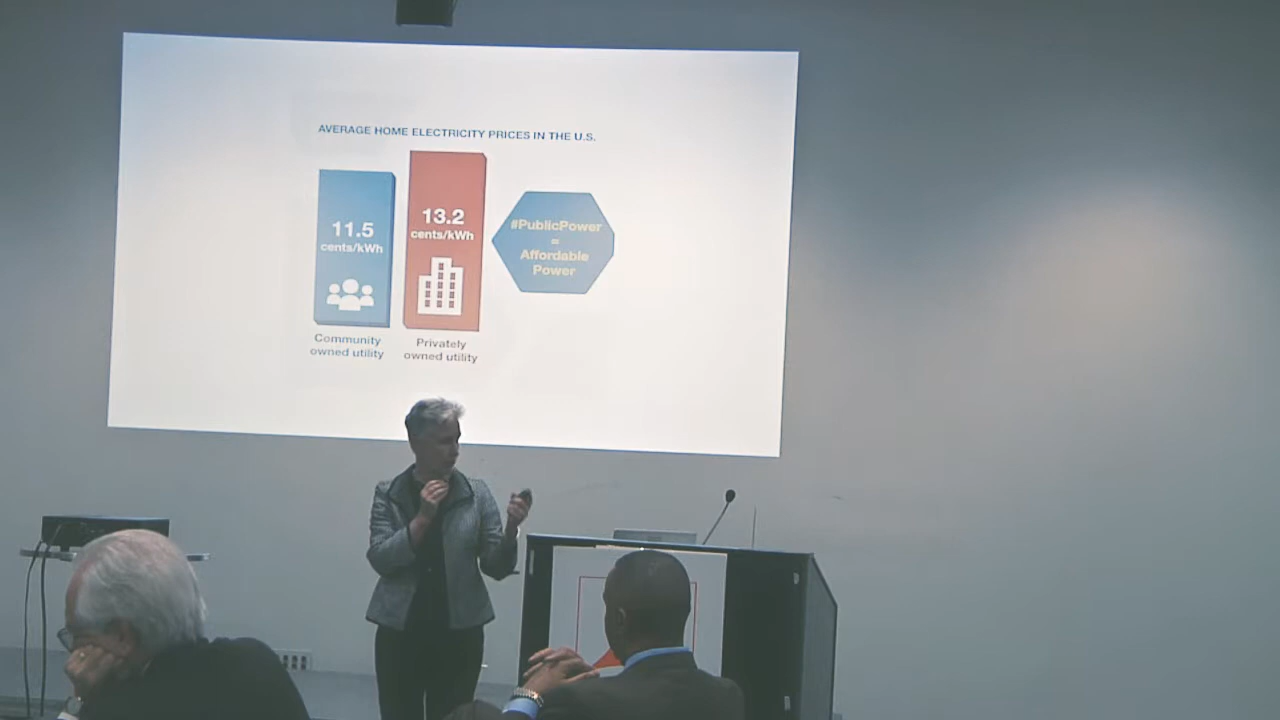 AVERAGE HOME ELECTRICITY PRICES IN THE U.S.
11.5
cents/kWh
13.2
cents/kWh
#PublicPower
=
Affordable
Power
Community
owned utility
Privately
owned utility